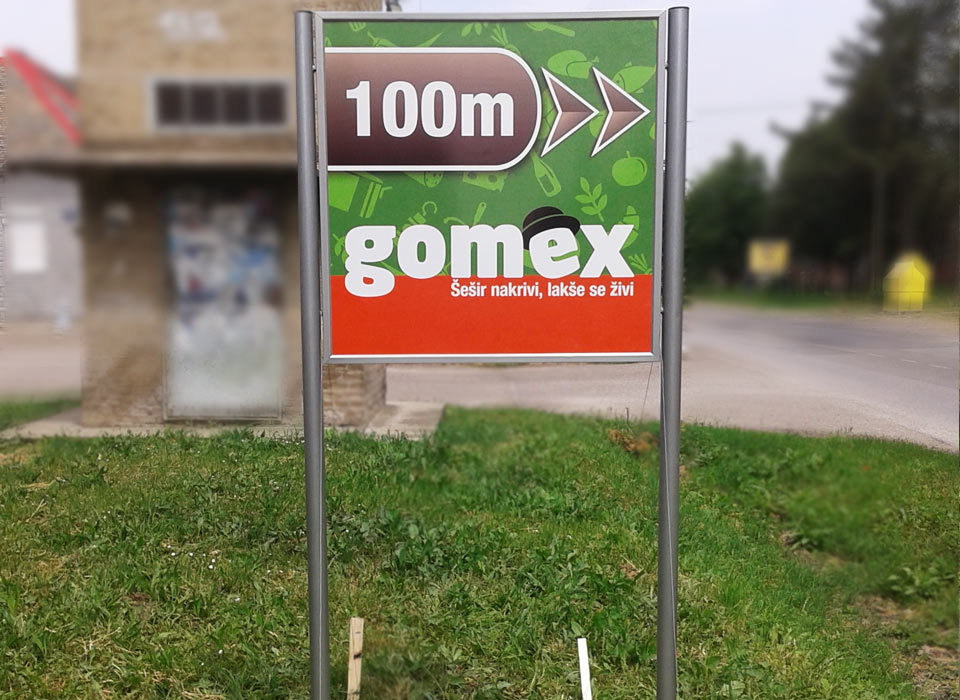 100m
gomex
Šešir nakrivi, lakše se živi